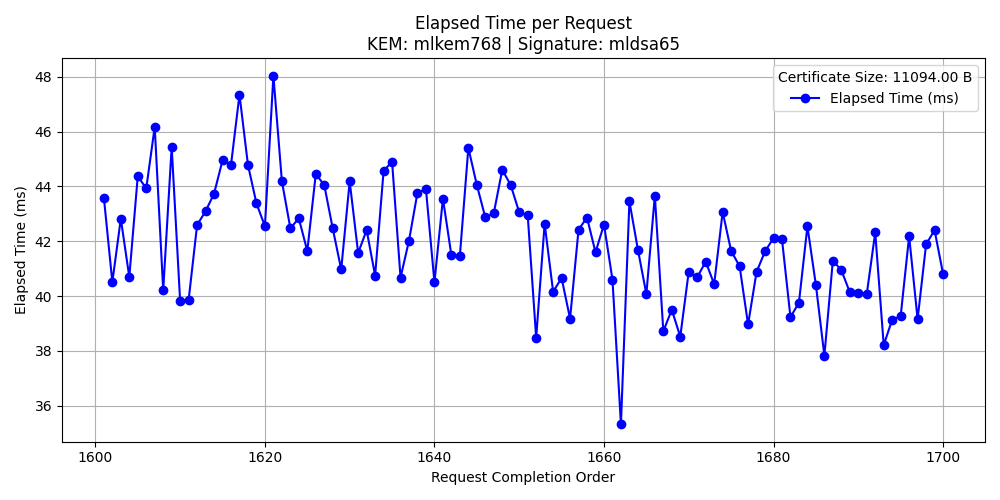 Elapsed Time per Request
KEM: mlkem768 | Signature: mldsa65
Certificate Size: 11094.00 B
Elapsed Time (ms)
Elapsed Time (ms)
48
46
44
42
40
38
36
1600
1620
1640
1660
1680
1700
Request Completion Order